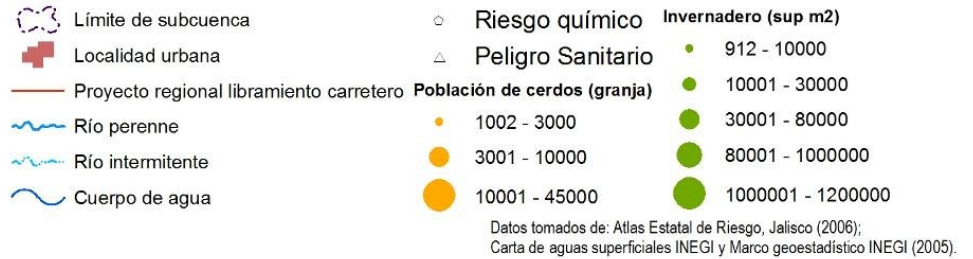 Límite de subcuenca
Localidad urbana
Proyecto regional libramiento carretero
Río perenne
Río intermitente
Cuerpo de agua
Riesgo químico
Peligro Sanitario
Población de cerdos (granja)
1002 - 3000
3001 - 10000
10001 - 45000
Invernadero (sup m2)
912 - 10000
10001 - 30000
30001 - 80000
80001 - 1000000
1000001 - 1200000
Datos tomados de: Atlas Estatal de Riesgo, Jalisco (2006);
Carta de aguas superficiales INEGI y Marco geoestadístico INEGI (2005).